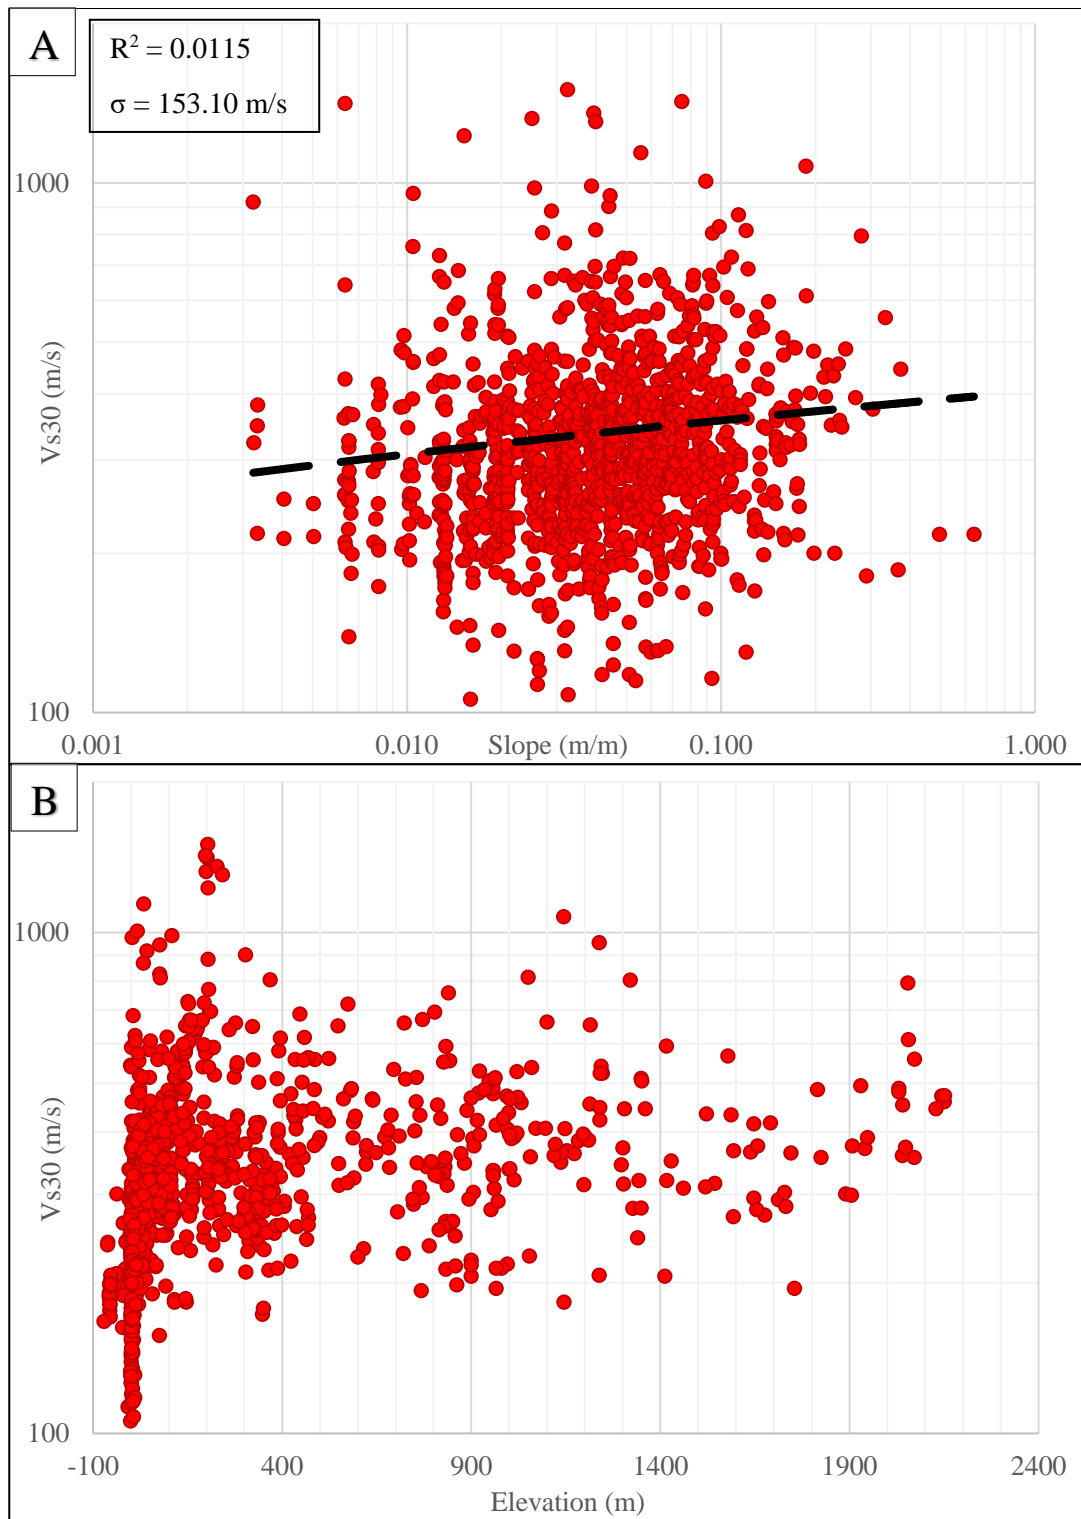 A
R² = 0.0115
σ = 153.10 m/s
1000
100
Vs30 (m/s)
0.001 0.010 0.100 1.000
Slope (m/m)
B
1000
100
Vs30 (m/s)
-100 400 900 1400 1900 2400
Elevation (m)